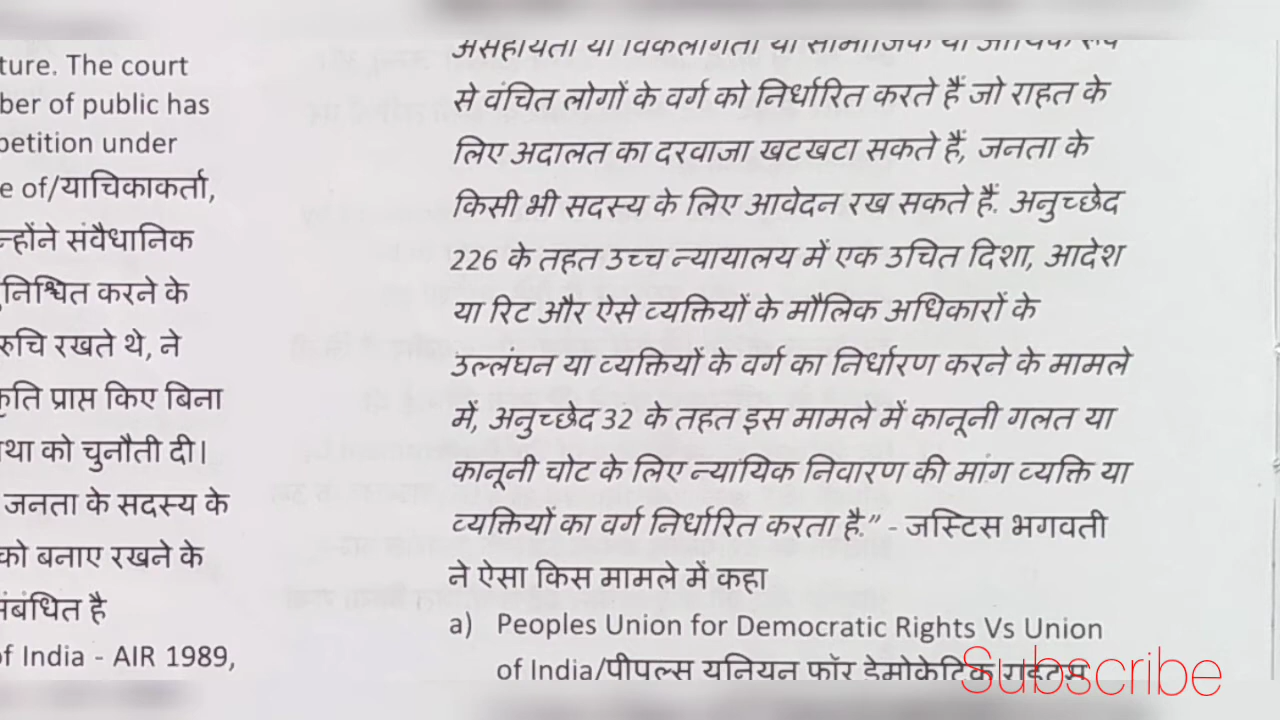 ture. The court
ber of public has
petition under
e of/याचिकाकर्ता,
न्होंने संवैधानिक
निश्चित करने के
रुचि रखते थे, ने
कृति प्राप्त किए बिना
था को चुनौती दी।
जनता के सदस्य के
को बनाए रखने के
संबंधित है
of India - AIR 1989,
असहायता या विकलांगता या सामाजिक या आर्थिक रूप
से वंचित लोगों के वर्ग को निर्धारित करते हैं जो राहत के
लिए अदालत का दरवाजा खटखटा सकते हैं, जनता के
किसी भी सदस्य के लिए आवेदन रख सकते हैं. अनुच्छेद
226 के तहत उच्च न्यायालय में एक उचित दिशा, आदेश
या रिट और ऐसे व्यक्तियों के मौलिक अधिकारों के
उल्लंघन या व्यक्तियों के वर्ग का निर्धारण करने के मामले
में, अनुच्छेद 32 के तहत इस मामले में कानूनी गलत या
कानूनी चोट के लिए न्यायिक निवारण की मांग व्यक्ति या
व्यक्तियों का वर्ग निर्धारित करता है." - जस्टिस भगवती
ने ऐसा किस मामले में कहा
a) Peoples Union for Democratic Rights Vs Union
of India/पीपल्स यूनियन फॉर डेमोक्रेटिक राइट्स
Subscribe